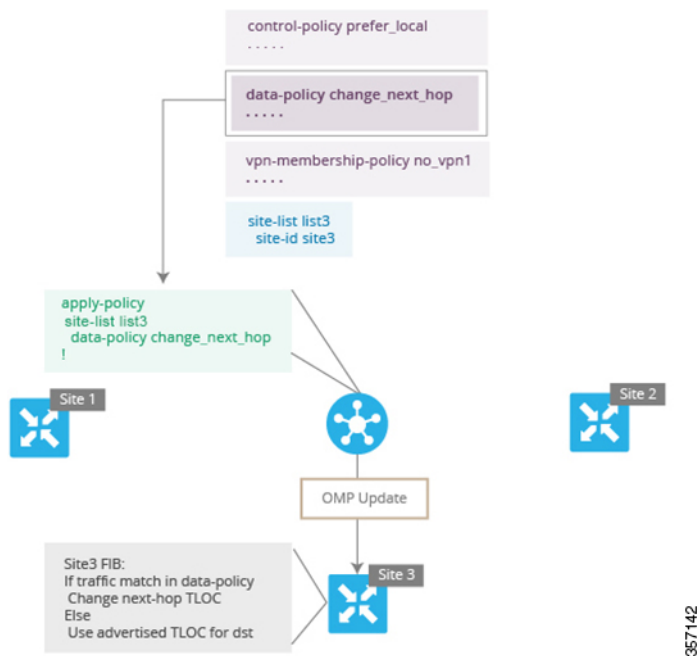 control-policy prefer_local
.....
data-policy change_next_hop
.....
vpn-membership-policy no_vpn1
.....
site-list list3
site-id site3
apply-policy
site-list list3
data-policy change_next_hop
!
Site 1
Site 2
OMP Update
Site 3
Site3 FIB:
If traffic match in data-policy
Change next-hop TLOC
Else
Use advertised TLOC for dst
357142